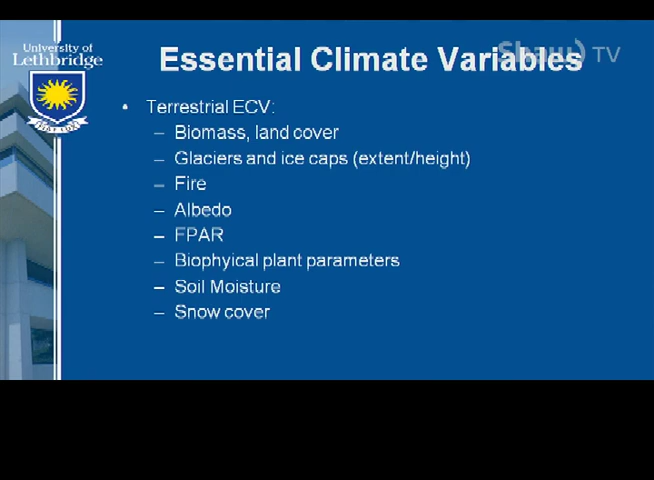 University of
Lethbridge
Shaw) TV
Essential Climate Variables
• Terrestrial ECV:
– Biomass, land cover
– Glaciers and ice caps (extent/height)
– Fire
– Albedo
– FPAR
– Biophyical plant parameters
– Soil Moisture
– Snow cover